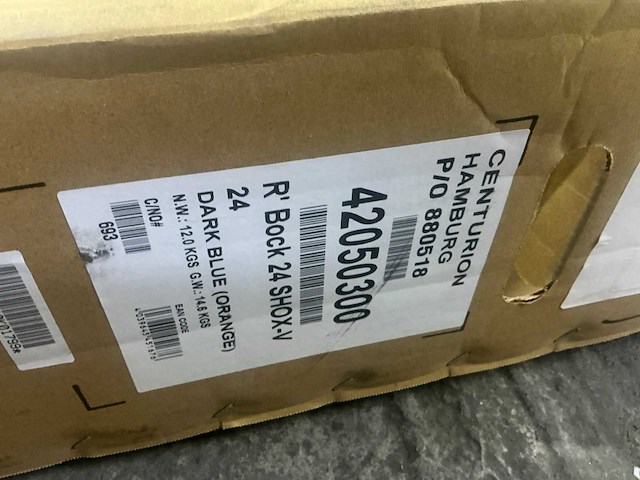 CENTURION
HAMBURG
P/O 880518
42050300
R' Bock 24 SHOX-V
24
DARK BLUE (ORANGE)
N.W.: 12.0 KGS G.W.: 14.6 KGS
C/NO#
693
EAN CODE